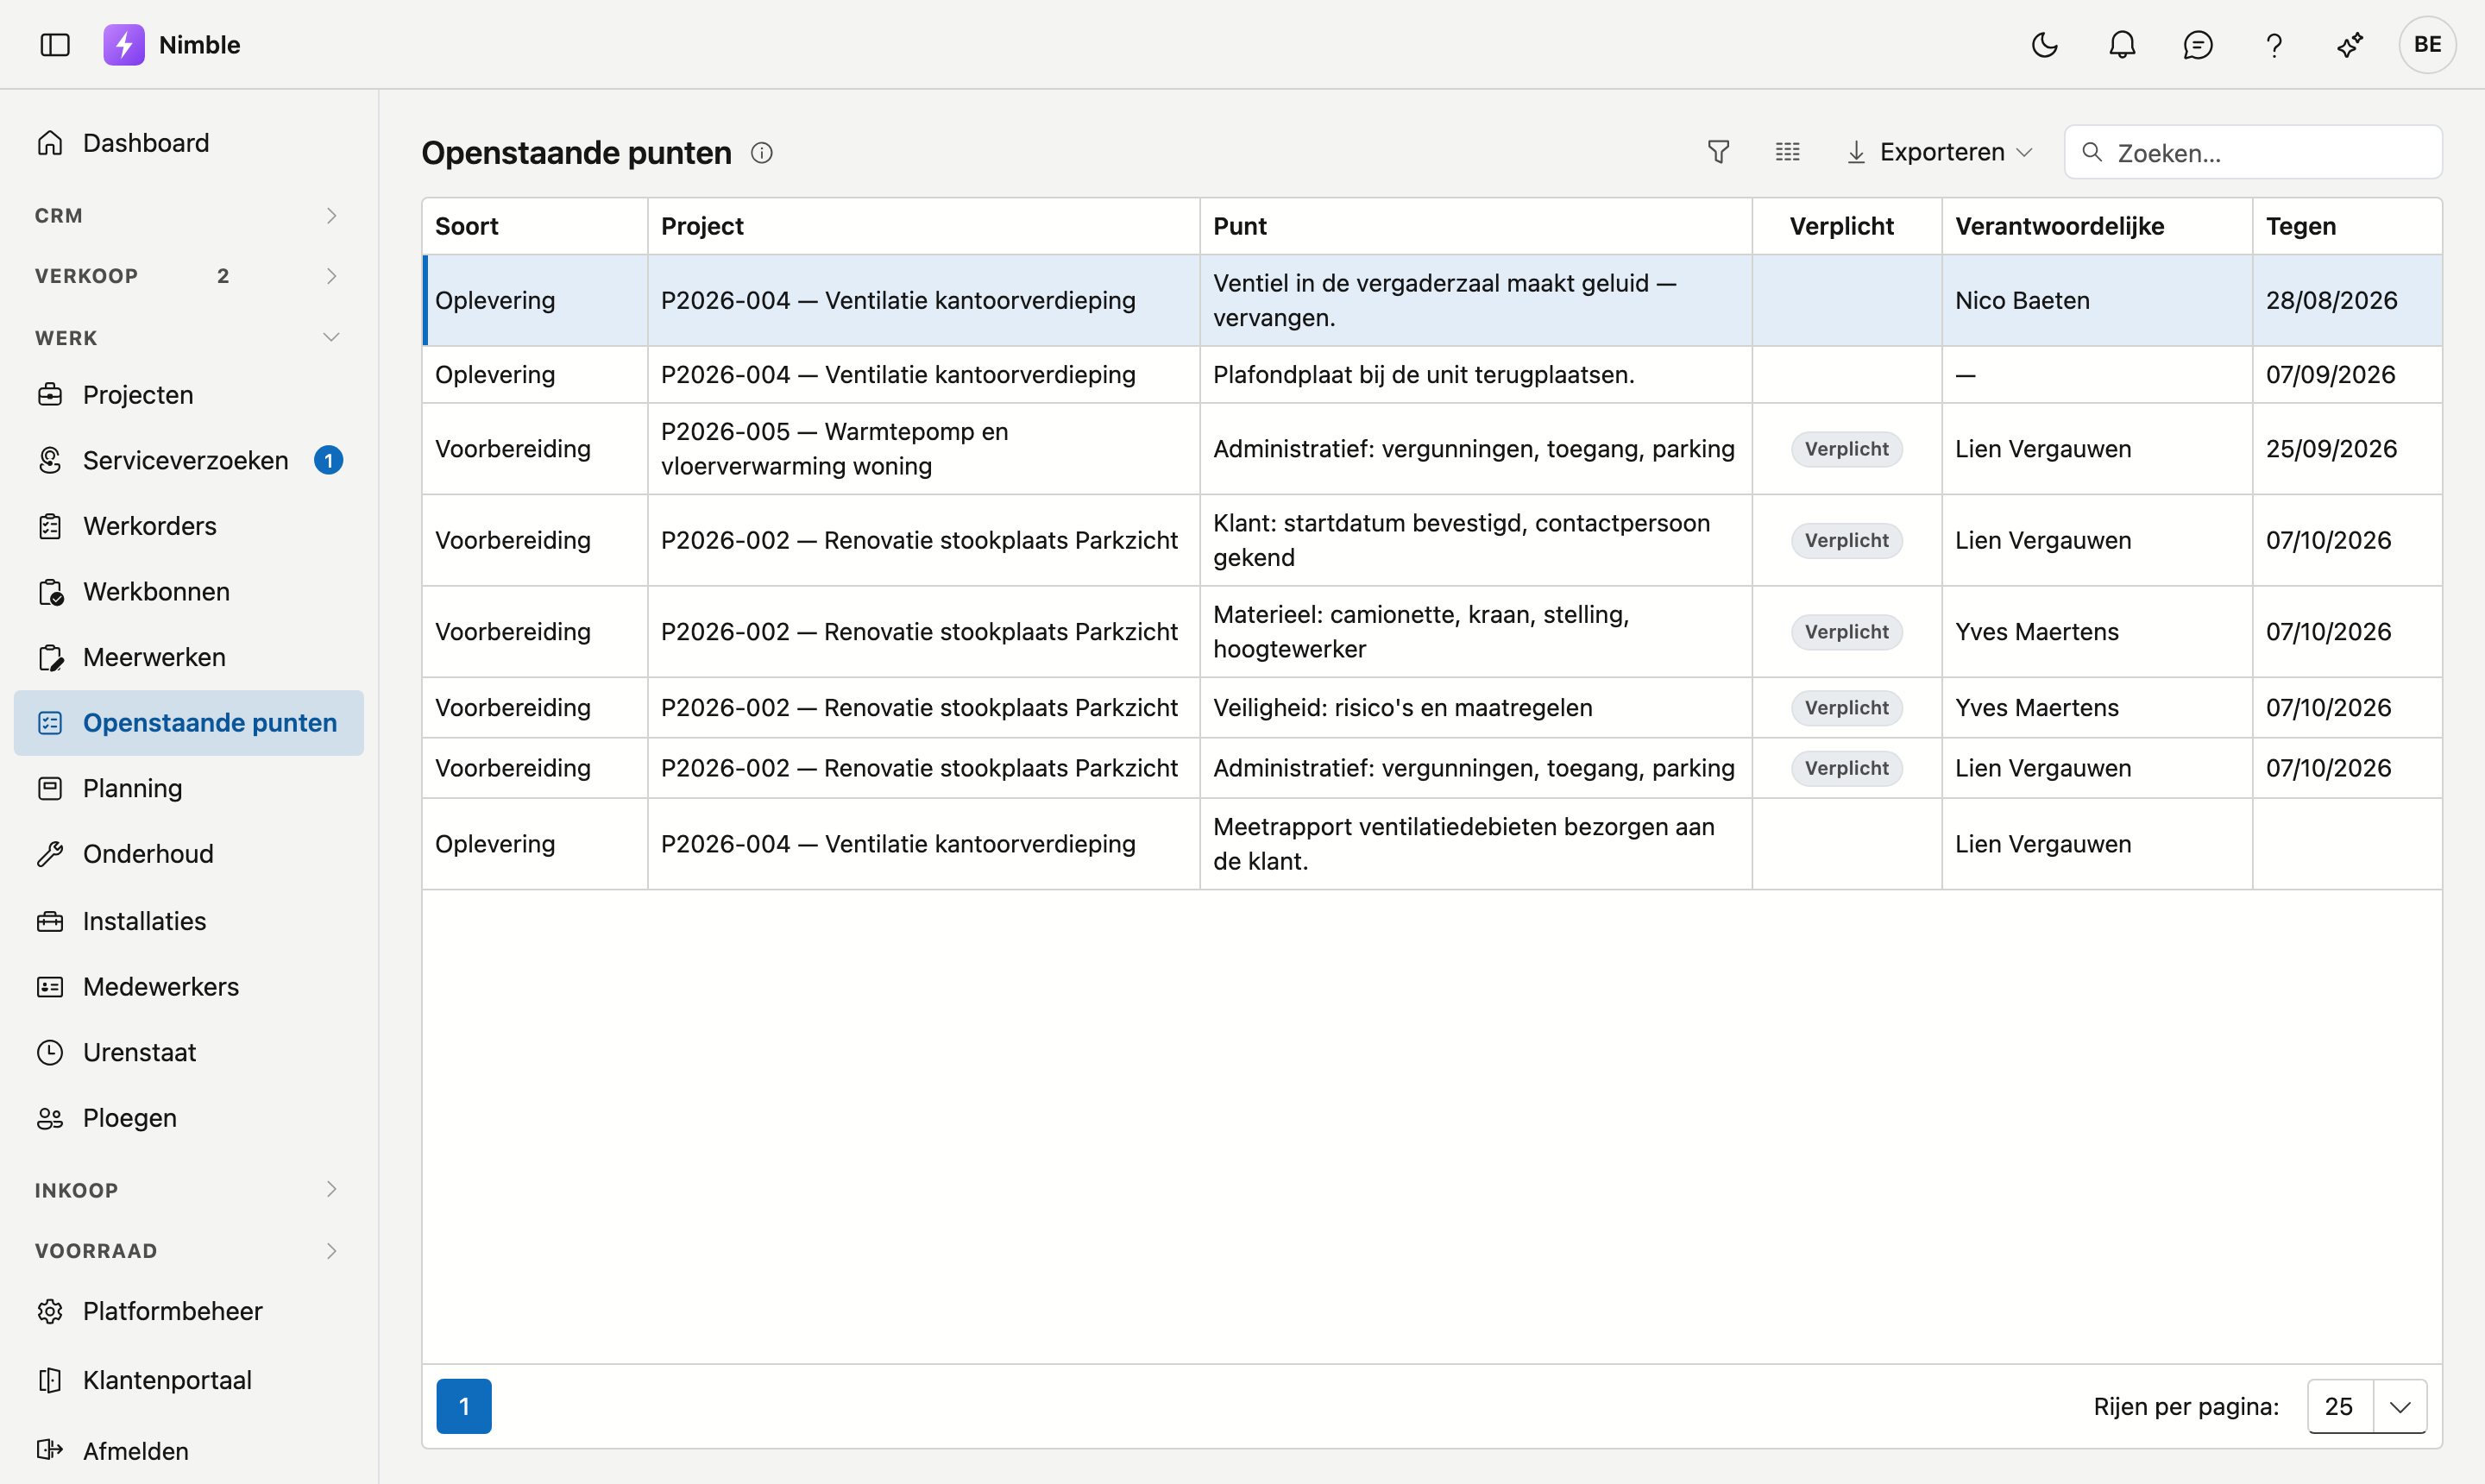 Nimble
BE
Dashboard
CRM
VERKOOP 2
WERK
Projecten
Serviceverzoeken 1
Werkorders
Werkbonnen
Meerwerken
Openstaande punten
Planning
Onderhoud
Installaties
Medewerkers
Urenstaat
Ploegen
INKOOP
VOORRAAD
Platformbeheer
Klantenportaal
Afmelden
Openstaande punten
Exporteren
Zoeken...
Soort Project Punt Verplicht Verantwoordelijke Tegen
Oplevering P2026-004 — Ventilatie kantoorverdieping Ventiel in de vergaderzaal maakt geluid —
vervangen. Nico Baeten 28/08/2026
Oplevering P2026-004 — Ventilatie kantoorverdieping Plafondplaat bij de unit terugplaatsen. — 07/09/2026
Voorbereiding P2026-005 — Warmtepomp en
vloerverwarming woning Administratief: vergunningen, toegang, parking Verplicht Lien Vergauwen 25/09/2026
Voorbereiding P2026-002 — Renovatie stookplaats Parkzicht Klant: startdatum bevestigd, contactpersoon
gekend Verplicht Lien Vergauwen 07/10/2026
Voorbereiding P2026-002 — Renovatie stookplaats Parkzicht Materieel: camionette, kraan, stelling,
hoogtewerker Verplicht Yves Maertens 07/10/2026
Voorbereiding P2026-002 — Renovatie stookplaats Parkzicht Veiligheid: risico's en maatregelen Verplicht Yves Maertens 07/10/2026
Voorbereiding P2026-002 — Renovatie stookplaats Parkzicht Administratief: vergunningen, toegang, parking Verplicht Lien Vergauwen 07/10/2026
Oplevering P2026-004 — Ventilatie kantoorverdieping Meetrapport ventilatiedebieten bezorgen aan
de klant. Lien Vergauwen
1
Rijen per pagina: 25